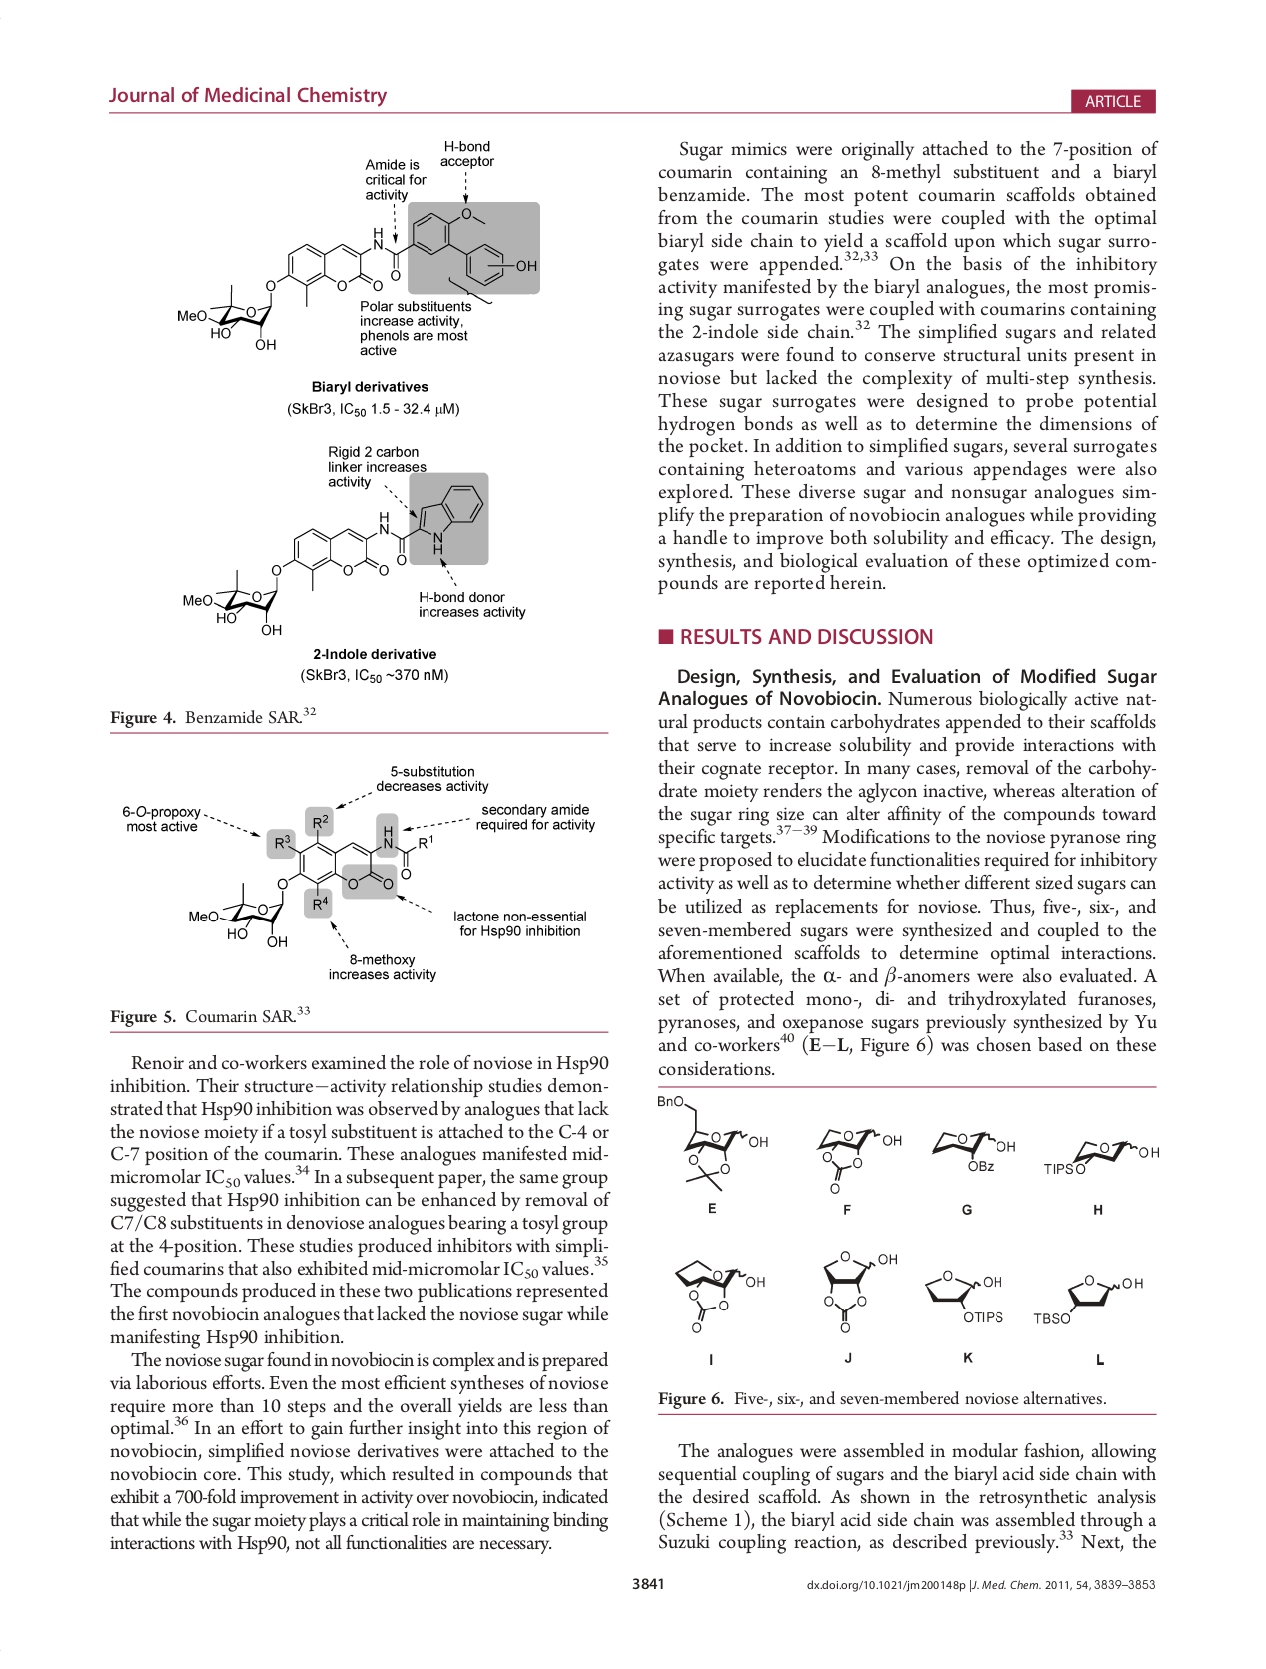 Journal of Medicinal Chemistry
ARTICLE
H-bond
acceptor
Amide is
critical for
activity
O
H
N
O
OH
O
O
O
O
MeO
HO
OH
Polar substituents
increase activity,
phenols are most
active
Biaryl derivatives
(SkBr3, IC50 1.5 - 32.4 μM)
Rigid 2 carbon
linker increases
activity
H
N
N
H
O
O
O
O
O
MeO
HO
OH
H-bond donor
increases activity
2-Indole derivative
(SkBr3, IC50 ~370 nM)
Figure 4. Benzamide SAR.32
5-substitution
decreases activity
6-O-propoxy
most active
secondary amide
required for activity
R2
R3
H
N
R1
O
O
O
O
R4
O
MeO
HO
OH
lactone non-essential
for Hsp90 inhibition
8-methoxy
increases activity
Figure 5. Coumarin SAR.33
Renoir and co-workers examined the role of noviose in Hsp90
inhibition. Their structure−activity relationship studies demon-
strated that Hsp90 inhibition was observed by analogues that lack
the noviose moiety if a tosyl substituent is attached to the C-4 or
C-7 position of the coumarin. These analogues manifested mid-
micromolar IC50 values.34 In a subsequent paper, the same group
suggested that Hsp90 inhibition can be enhanced by removal of
C7/C8 substituents in denoviose analogues bearing a tosyl group
at the 4-position. These studies produced inhibitors with simpli-
fied coumarins that also exhibited mid-micromolar IC50 values.35
The compounds produced in these two publications represented
the first novobiocin analogues that lacked the noviose sugar while
manifesting Hsp90 inhibition.
The noviose sugar found in novobiocin is complex and is prepared
via laborious efforts. Even the most efficient syntheses of noviose
require more than 10 steps and the overall yields are less than
optimal.36 In an effort to gain further insight into this region of
novobiocin, simplified noviose derivatives were attached to the
novobiocin core. This study, which resulted in compounds that
exhibit a 700-fold improvement in activity over novobiocin, indicated
that while the sugar moiety plays a critical role in maintaining binding
interactions with Hsp90, not all functionalities are necessary.
Sugar mimics were originally attached to the 7-position of
coumarin containing an 8-methyl substituent and a biaryl
benzamide. The most potent coumarin scaffolds obtained
from the coumarin studies were coupled with the optimal
biaryl side chain to yield a scaffold upon which sugar surro-
gates were appended.32,33 On the basis of the inhibitory
activity manifested by the biaryl analogues, the most promis-
ing sugar surrogates were coupled with coumarins containing
the 2-indole side chain.32 The simplified sugars and related
azasugars were found to conserve structural units present in
noviose but lacked the complexity of multi-step synthesis.
These sugar surrogates were designed to probe potential
hydrogen bonds as well as to determine the dimensions of
the pocket. In addition to simplified sugars, several surrogates
containing heteroatoms and various appendages were also
explored. These diverse sugar and nonsugar analogues sim-
plify the preparation of novobiocin analogues while providing
a handle to improve both solubility and efficacy. The design,
synthesis, and biological evaluation of these optimized com-
pounds are reported herein.
■ RESULTS AND DISCUSSION
Design, Synthesis, and Evaluation of Modified Sugar
Analogues of Novobiocin. Numerous biologically active nat-
ural products contain carbohydrates appended to their scaffolds
that serve to increase solubility and provide interactions with
their cognate receptor. In many cases, removal of the carbohy-
drate moiety renders the aglycon inactive, whereas alteration of
the sugar ring size can alter affinity of the compounds toward
specific targets.37−39 Modifications to the noviose pyranose ring
were proposed to elucidate functionalities required for inhibitory
activity as well as to determine whether different sized sugars can
be utilized as replacements for noviose. Thus, five-, six-, and
seven-membered sugars were synthesized and coupled to the
aforementioned scaffolds to determine optimal interactions.
When available, the α- and β-anomers were also evaluated. A
set of protected mono-, di- and trihydroxylated furanoses,
pyranoses, and oxepanose sugars previously synthesized by Yu
and co-workers40 (E−L, Figure 6) was chosen based on these
considerations.
BnO
O
OH
O
O
O
OH
O
O
O
O
OH
OBz
O
OH
TIPSO
E F G H
O
OH
O
O
O
O
OH
O
O
O
O
OH
OTIPS
O
OH
TBSO
I J K L
Figure 6. Five-, six-, and seven-membered noviose alternatives.
The analogues were assembled in modular fashion, allowing
sequential coupling of sugars and the biaryl acid side chain with
the desired scaffold. As shown in the retrosynthetic analysis
(Scheme 1), the biaryl acid side chain was assembled through a
Suzuki coupling reaction, as described previously.33 Next, the
3841
dx.doi.org/10.1021/jm200148p |J. Med. Chem. 2011, 54, 3839–3853